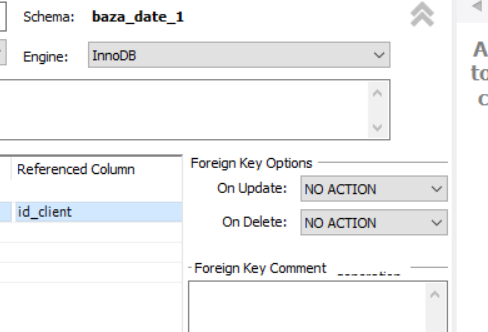 Schema: baza_date_1
Engine: InnoDB
Referenced Column
id_client
Foreign Key Options
On Update: NO ACTION
On Delete: NO ACTION
Foreign Key Comment